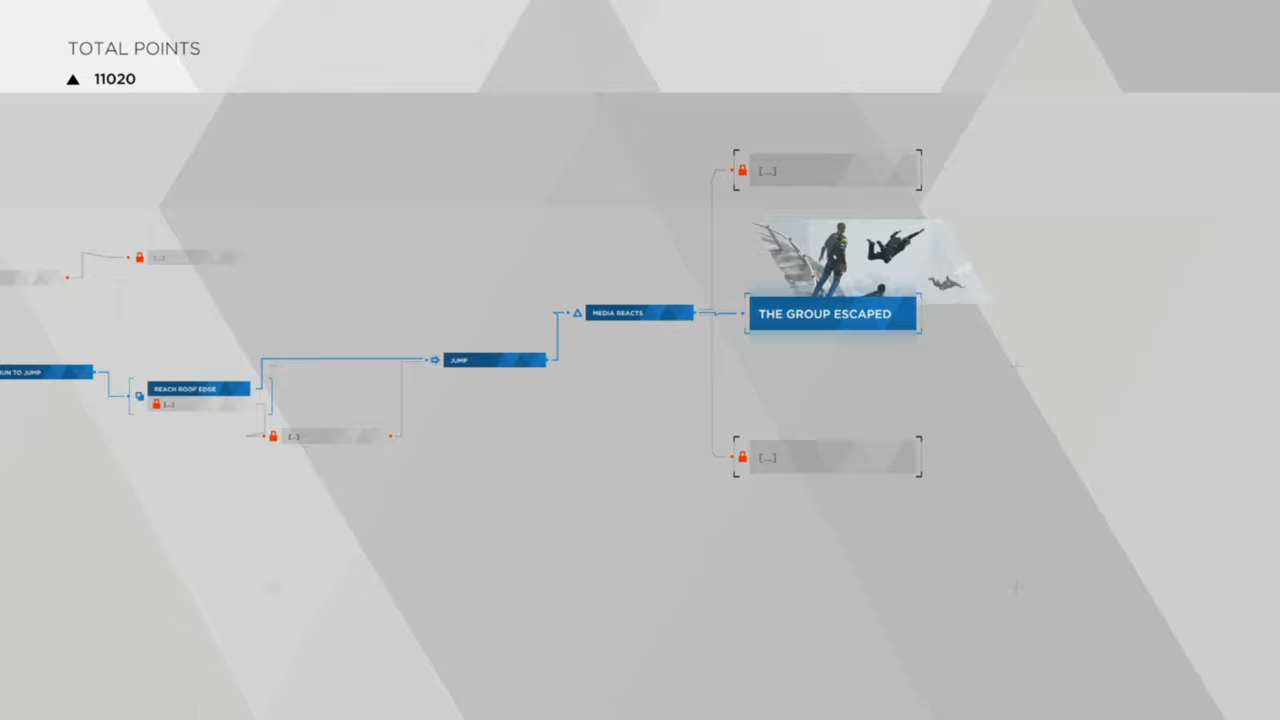 TOTAL POINTS
11020
[...]
[...]
THE GROUP ESCAPED
MEDIA REACTS
JUMP
UN TO JUMP
REACH ROOF EDGE
[...]
[...]
[...]